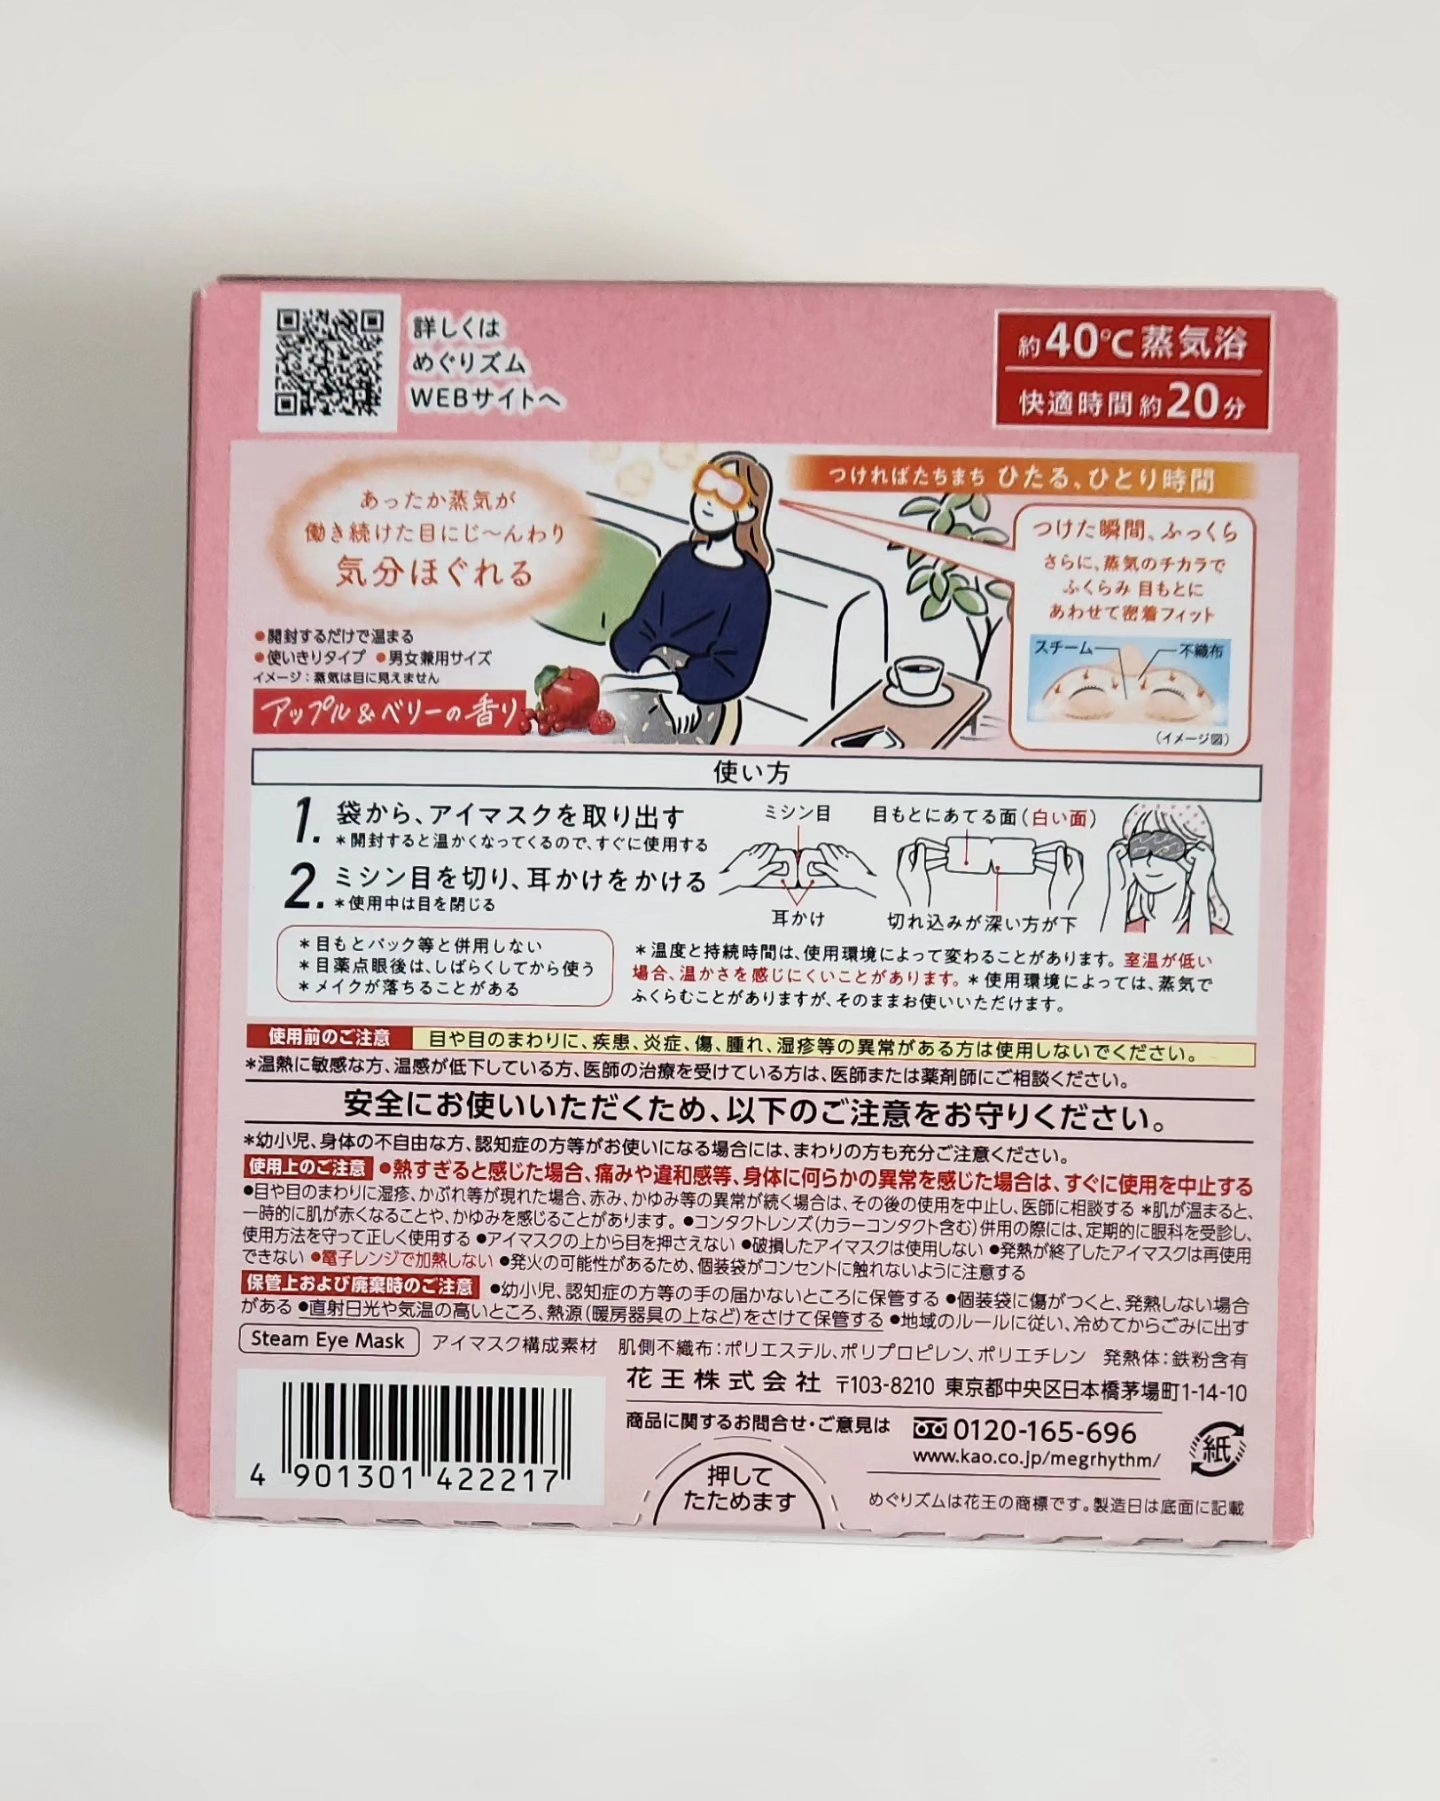 詳しくは
めぐりズム
WEBサイトへ
約40℃蒸気浴
快適時間約20分
あったか蒸気が
働き続けた目にじ〜んわり
気分ほぐれる
つければたちまち ひたる、ひとり時間
つけた瞬間、ふっくら
さらに、蒸気のチカラで
ふくらみ 目もとに
あわせて密着フィット
スチーム
不織布
(イメージ図)
●開封するだけで温まる
●使いきりタイプ ●男女兼用サイズ
イメージ:蒸気は目に見えません
アップル&ベリーの香り
使い方
1. 袋から、アイマスクを取り出す
＊開封すると温かくなってくるので、すぐに使用する
2. ミシン目を切り、耳かけをかける
＊使用中は目を閉じる
ミシン目
耳かけ
目もとにあてる面(白い面)
切れ込みが深い方が下
＊目もとパック等と併用しない
＊目薬点眼後は、しばらくしてから使う
＊メイクが落ちることがある
＊温度と持続時間は、使用環境によって変わることがあります。室温が低い
場合、温かさを感じにくいことがあります。＊使用環境によっては、蒸気で
ふくらむことがありますが、そのままお使いいただけます。
使用前のご注意 目や目のまわりに、疾患、炎症、傷、腫れ、湿疹等の異常がある方は使用しないでください。
＊温熱に敏感な方、温感が低下している方、医師の治療を受けている方は、医師または薬剤師にご相談ください。
安全にお使いいただくため、以下のご注意をお守りください。
＊幼小児、身体の不自由な方、認知症の方等がお使いになる場合には、まわりの方も充分ご注意ください。
使用上のご注意 ●熱すぎると感じた場合、痛みや違和感等、身体に何らかの異常を感じた場合は、すぐに使用を中止する
●目や目のまわりに湿疹、かぶれ等が現れた場合、赤み、かゆみ等の異常が続く場合は、その後の使用を中止し、医師に相談する ＊肌が温まると、
一時的に肌が赤くなることや、かゆみを感じることがあります。 ●コンタクトレンズ(カラーコンタクト含む)併用の際には、定期的に眼科を受診し、
使用方法を守って正しく使用する ●アイマスクの上から目を押さえない ●破損したアイマスクは使用しない ●発熱が終了したアイマスクは再使用
できない ●電子レンジで加熱しない ●発火の可能性があるため、個装袋がコンセントに触れないように注意する
保管上および廃棄時のご注意 ●幼小児、認知症の方等の手の届かないところに保管する ●個装袋に傷がつくと、発熱しない場合
がある ●直射日光や気温の高いところ、熱源(暖房器具の上など)をさけて保管する ●地域のルールに従い、冷めてからごみに出す
Steam Eye Mask アイマスク構成素材 肌側不織布:ポリエステル、ポリプロピレン、ポリエチレン 発熱体:鉄粉含有
花王株式会社 〒103-8210 東京都中央区日本橋茅場町1-14-10
商品に関するお問合せ・ご意見は 0120-165-696
www.kao.co.jp/megrhythm/
紙
4 901301 422217
押して
たためます
めぐりズムは花王の商標です。製造日は底面に記載